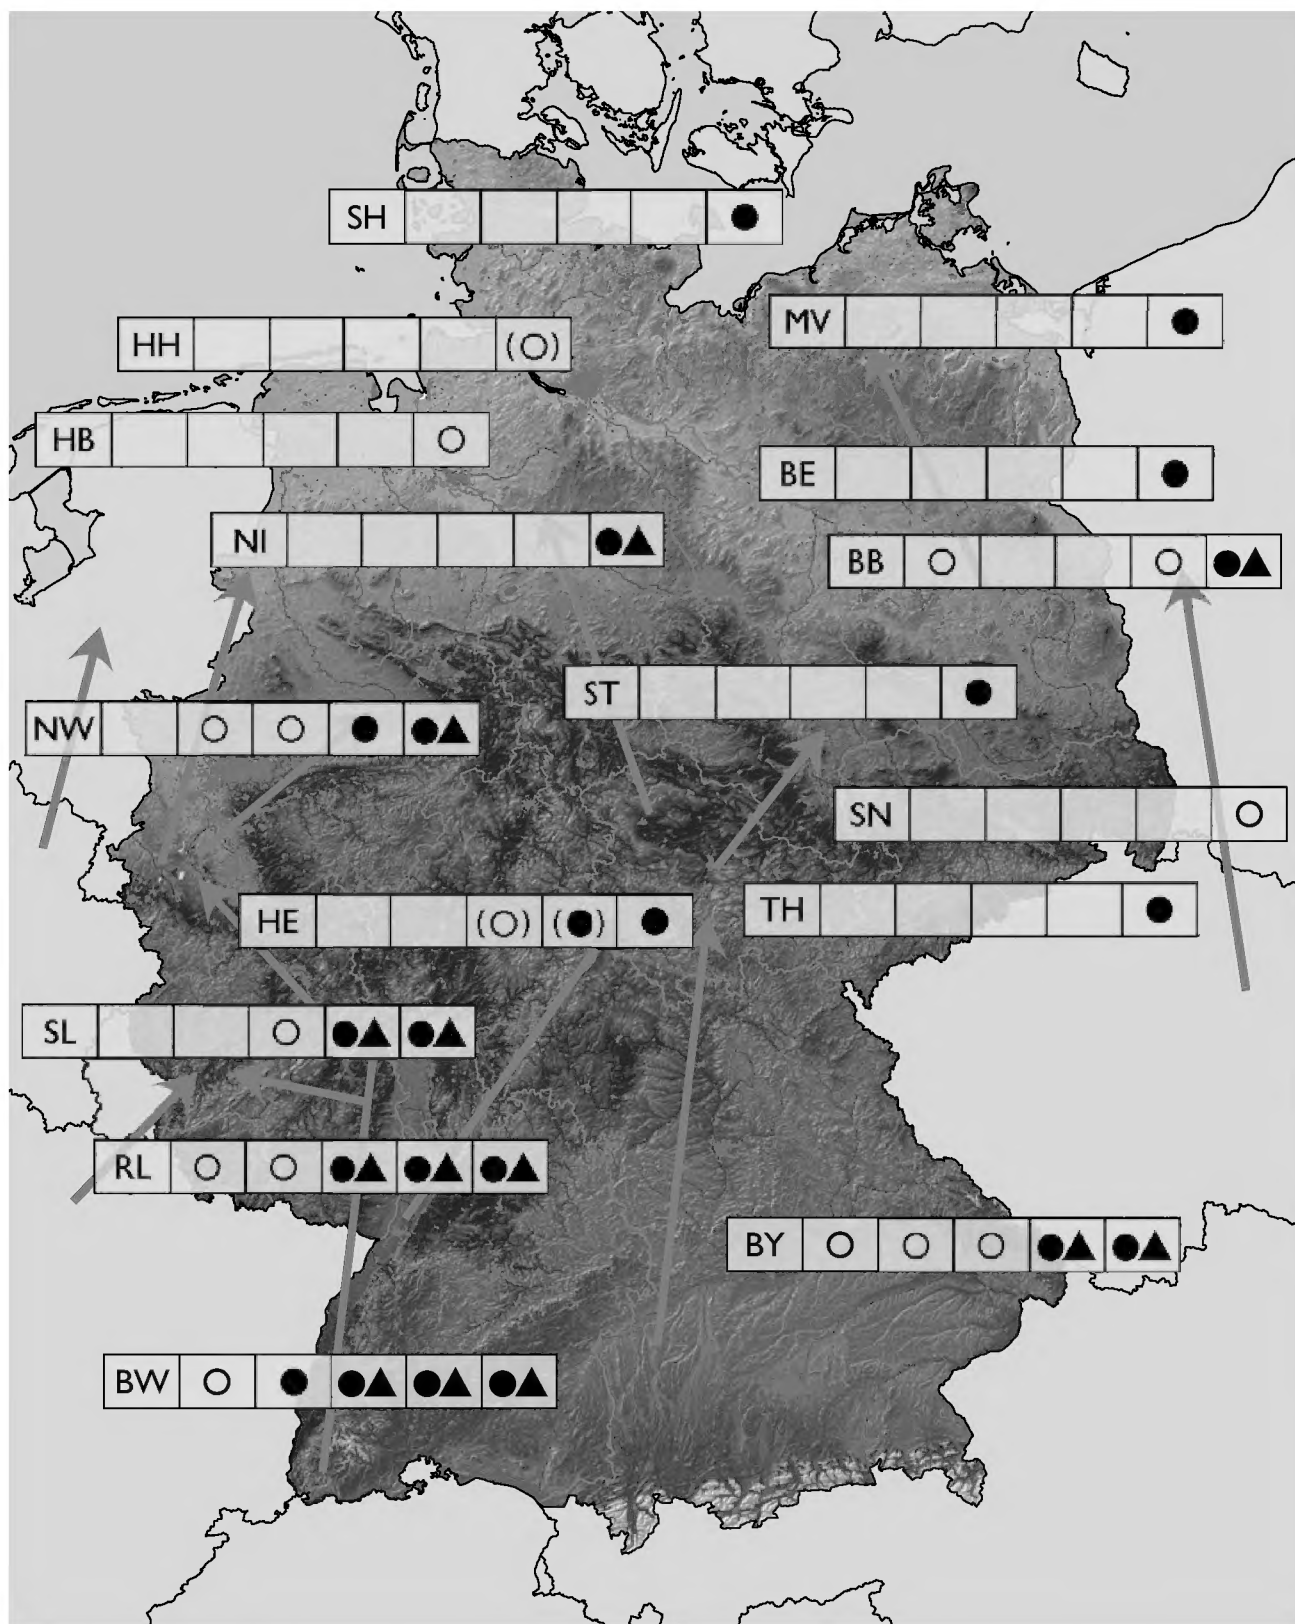 SH
MV
HH (○)
HB ○
BE
NI ●▲
BB ○ ○ ●▲
ST ●
NW ○ ○ ● ●▲
SN ○
HE (○) (●) ●
TH ●
SL ○ ●▲ ●▲
RL ○ ○ ●▲ ●▲ ●▲
BY ○ ○ ○ ●▲ ●▲
BW ○ ● ●▲ ●▲ ●▲